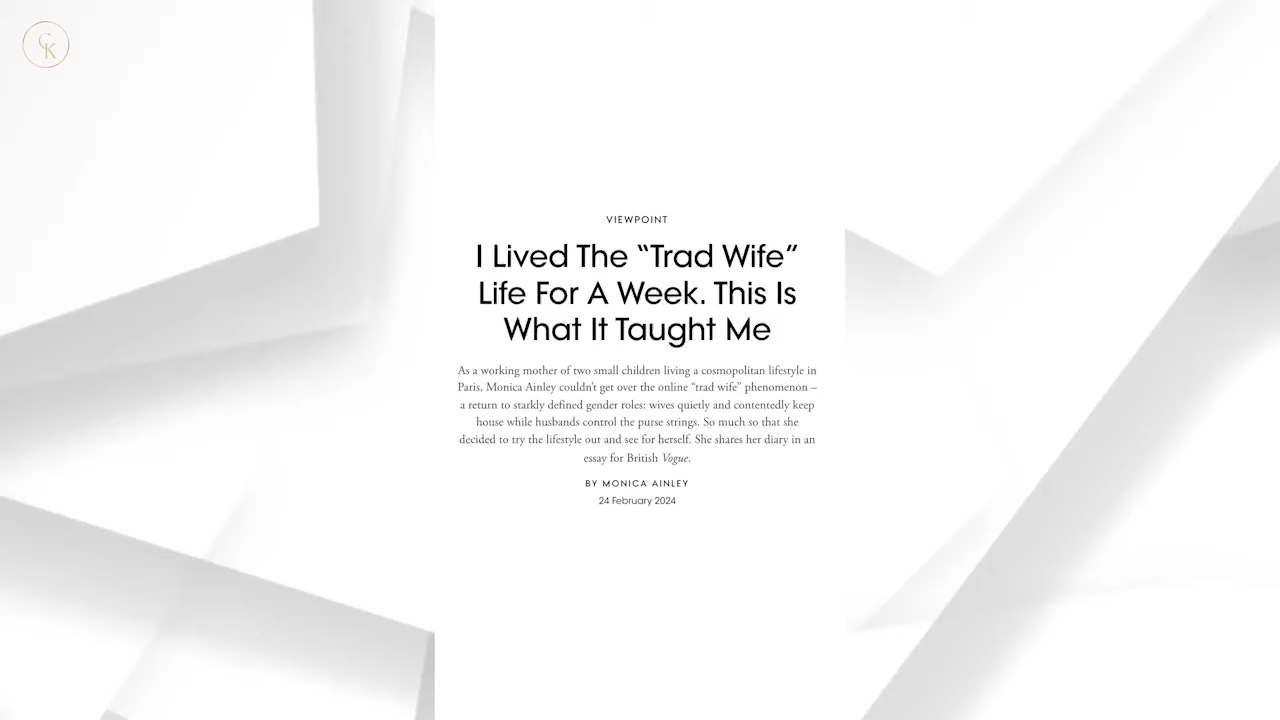 CK
VIEWPOINT
I Lived The “Trad Wife”
Life For A Week. This Is
What It Taught Me
As a working mother of two small children living a cosmopolitan lifestyle in
Paris, Monica Ainley couldn’t get over the online “trad wife” phenomenon –
a return to starkly defined gender roles: wives quietly and contentedly keep
house while husbands control the purse strings. So much so that she
decided to try the lifestyle out and see for herself. She shares her diary in an
essay for British Vogue.
BY MONICA AINLEY
24 February 2024